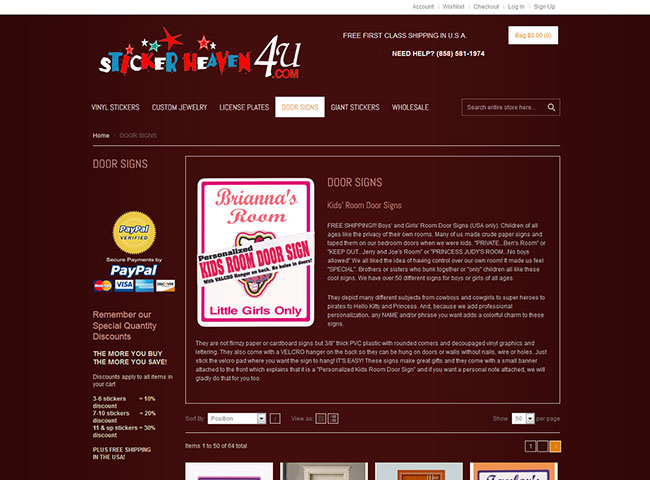 Account Wishlist Checkout Log In Sign Up
STICKER HEAVEN 4U .COM
FREE FIRST CLASS SHIPPING IN U.S.A.
Bag $0.00 (0)
NEED HELP? (858) 581-1974
VINYL STICKERS CUSTOM JEWELRY LICENSE PLATES DOOR SIGNS GIANT STICKERS WHOLESALE
Search entire store here...
Home › DOOR SIGNS
DOOR SIGNS
PayPal
VERIFIED
Secure Payments by
PayPal
VISA
DISCOVER
Remember our
Special Quantity
Discounts
THE MORE YOU BUY
THE MORE YOU SAVE!
Discounts apply to all items in
your cart
3-6 stickers = 10%
discount
7-10 stickers = 20%
discount
11 & up stickers = 30%
discount
PLUS FREE SHIPPING
IN THE USA!
Brianna's
Room
Personalized
KIDS ROOM DOOR SIGN
With VELCRO Hanger on back. No holes in doors!
Little Girls Only
DOOR SIGNS
Kids' Room Door Signs
FREE SHIPPING!!! Boys' and Girls' Room Door Signs (USA only). Children of all
ages like the privacy of their own rooms. Many of us made crude paper signs and
taped them on our bedroom doors when we were kids. "PRIVATE...Ben's Room" or
"KEEP OUT...Jerry and Joe's Room" or "PRINCESS JUDY'S ROOM...No boys
allowed" We all liked the idea of having control over our own room! It made us feel
"SPECIAL". Brothers or sisters who bunk together or "only" children all like these
cool signs. We have over 50 different signs for boys or girls of all ages.
They depict many different subjects from cowboys and cowgirls to super heroes to
pirates to Hello Kitty and Princess. And, because we add professional
personalization, any NAME and/or phrase you want adds a colorful charm to these
signs.
They are not flimzy paper or cardboard signs but 3/8" thick PVC plastic with rounded corners and decoupaged vinyl graphics and
lettering. They also come with a VELCRO hanger on the back so they can be hung on doors or walls without nails, wire or holes. Just
stick the velcro pad where you want the sign to hang! IT'S EASY! These signs make great gifts and they come with a small banner
attached to the front which explains that it is a "Personalized Kids Room Door Sign" and if you want a personal note attached, we will
gladly do that for you too.
Sort By: Position View as: Show 50 per page
Items 1 to 50 of 64 total
1 2
Taylor's